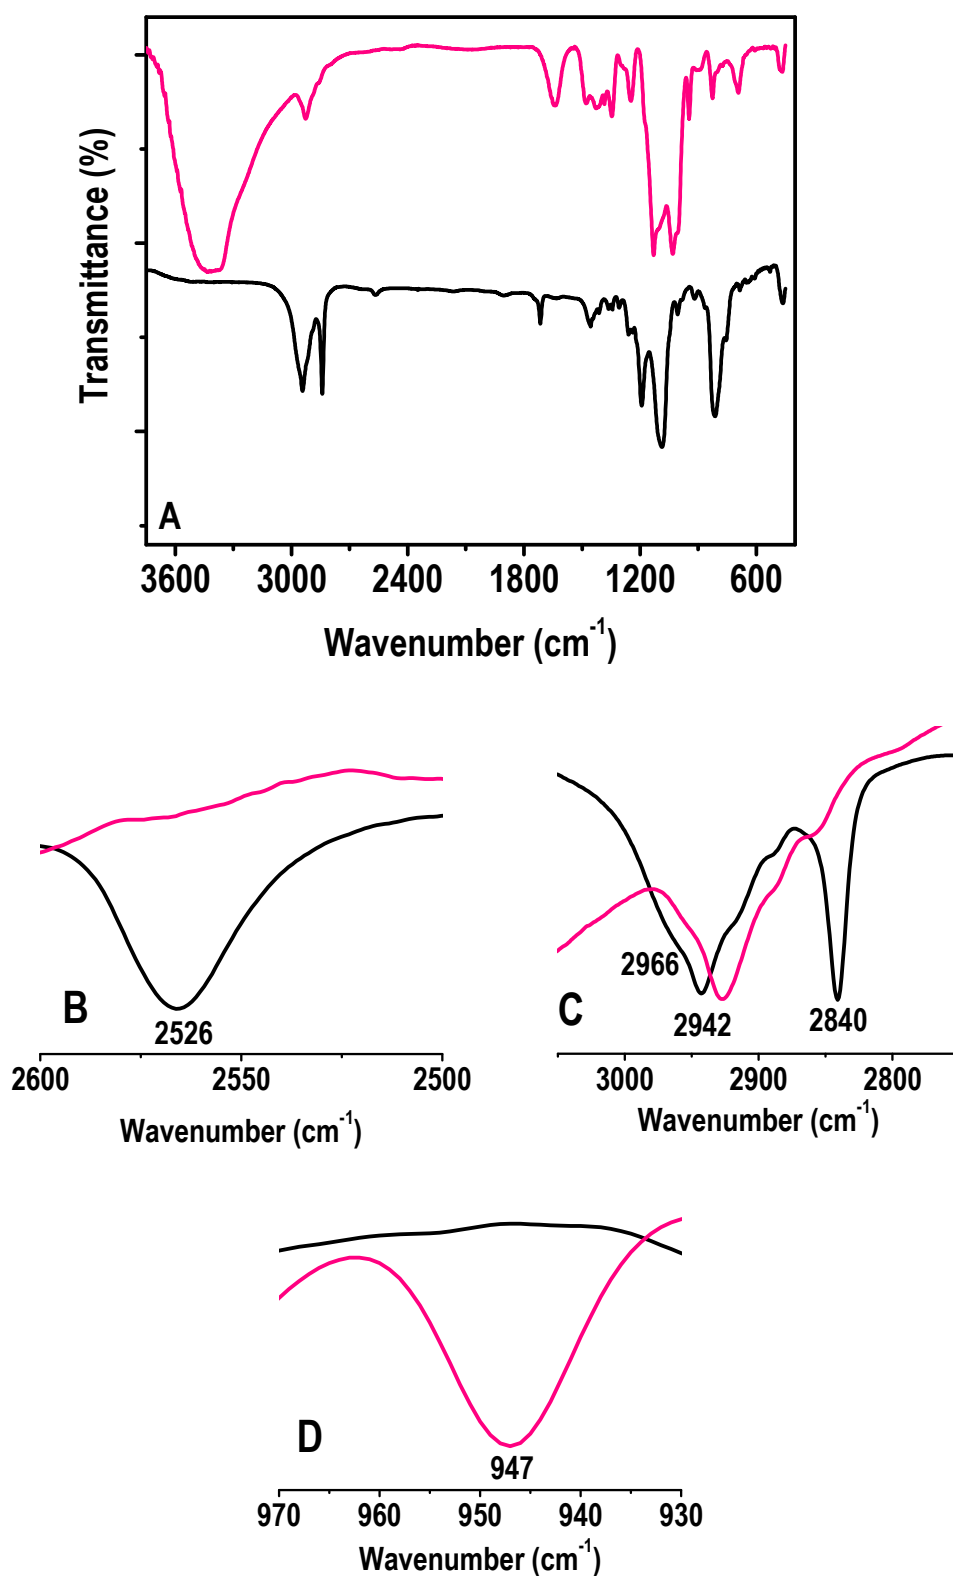 Transmittance (%)
A
3600 3000 2400 1800 1200 600
Wavenumber (cm⁻¹)
B
2526
2600 2550 2500
Wavenumber (cm⁻¹)
2966
C
2942 2840
3000 2900 2800
Wavenumber (cm⁻¹)
D
947
970 960 950 940 930
Wavenumber (cm⁻¹)